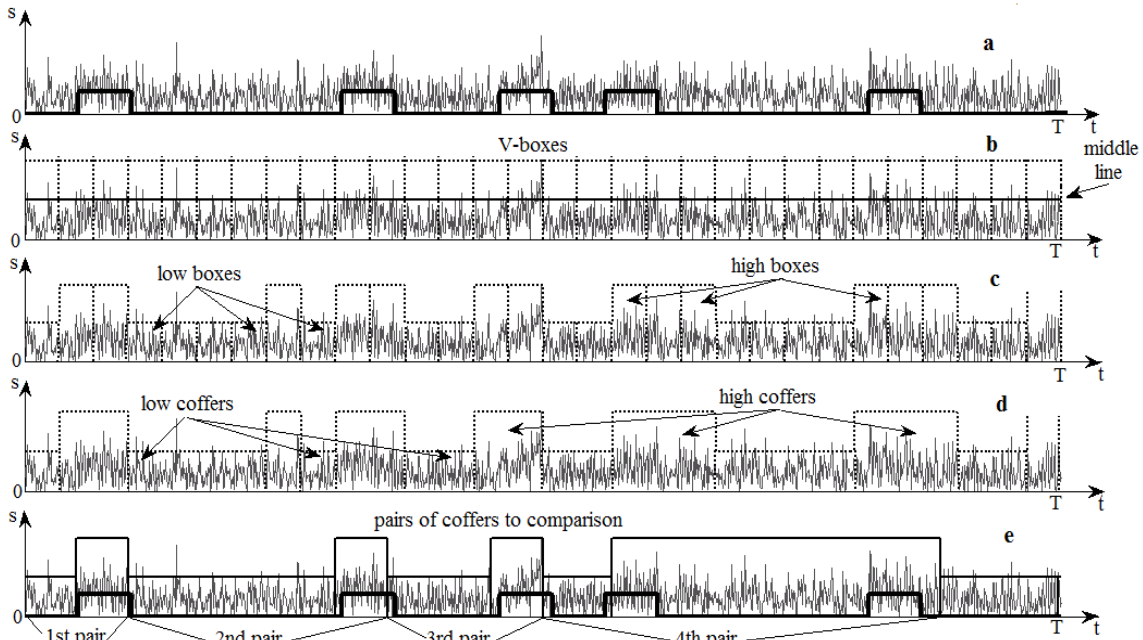 s
a
0
T
t
s
V-boxes
b
middle
line
0
T
t
s
low boxes
high boxes
c
0
T
t
s
low coffers
high coffers
d
0
T
t
s
pairs of coffers to comparison
e
0
T
t
1st pair
2nd pair
3rd pair
4th pair